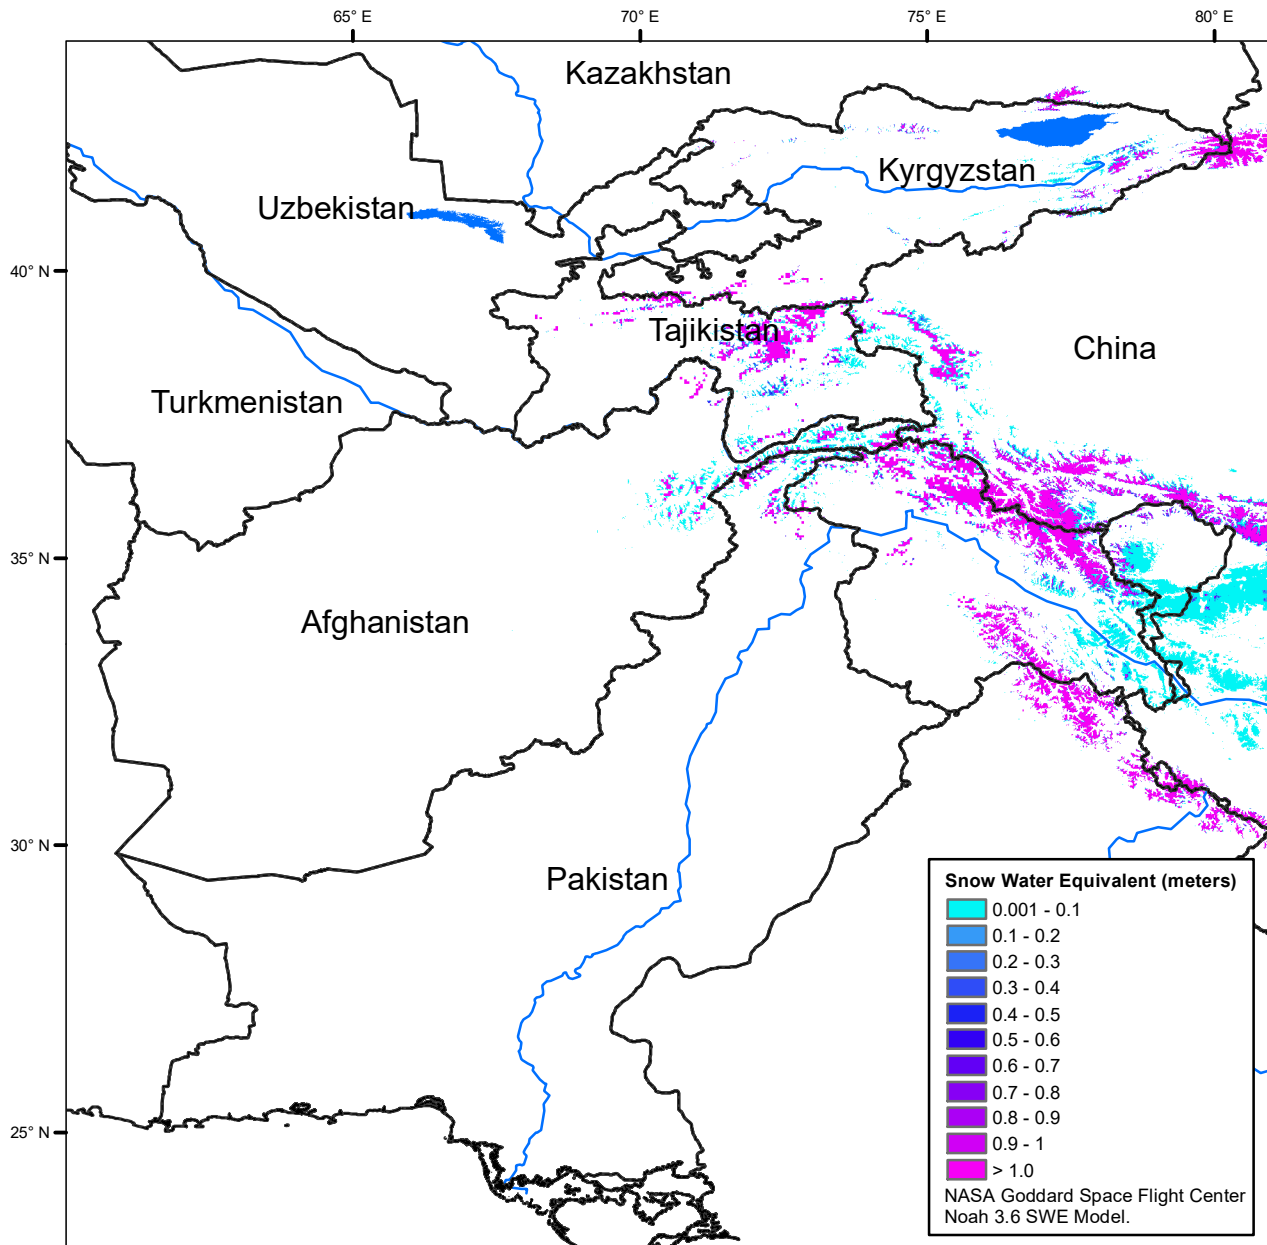 65° E
70° E
75° E
80° E
Kazakhstan
Kyrgyzstan
Uzbekistan
40° N
Tajikistan
China
Turkmenistan
35° N
Afghanistan
30° N
Pakistan
25° N
Snow Water Equivalent (meters)
0.001 - 0.1
0.1 - 0.2
0.2 - 0.3
0.3 - 0.4
0.4 - 0.5
0.5 - 0.6
0.6 - 0.7
0.7 - 0.8
0.8 - 0.9
0.9 - 1
> 1.0
NASA Goddard Space Flight Center
Noah 3.6 SWE Model.